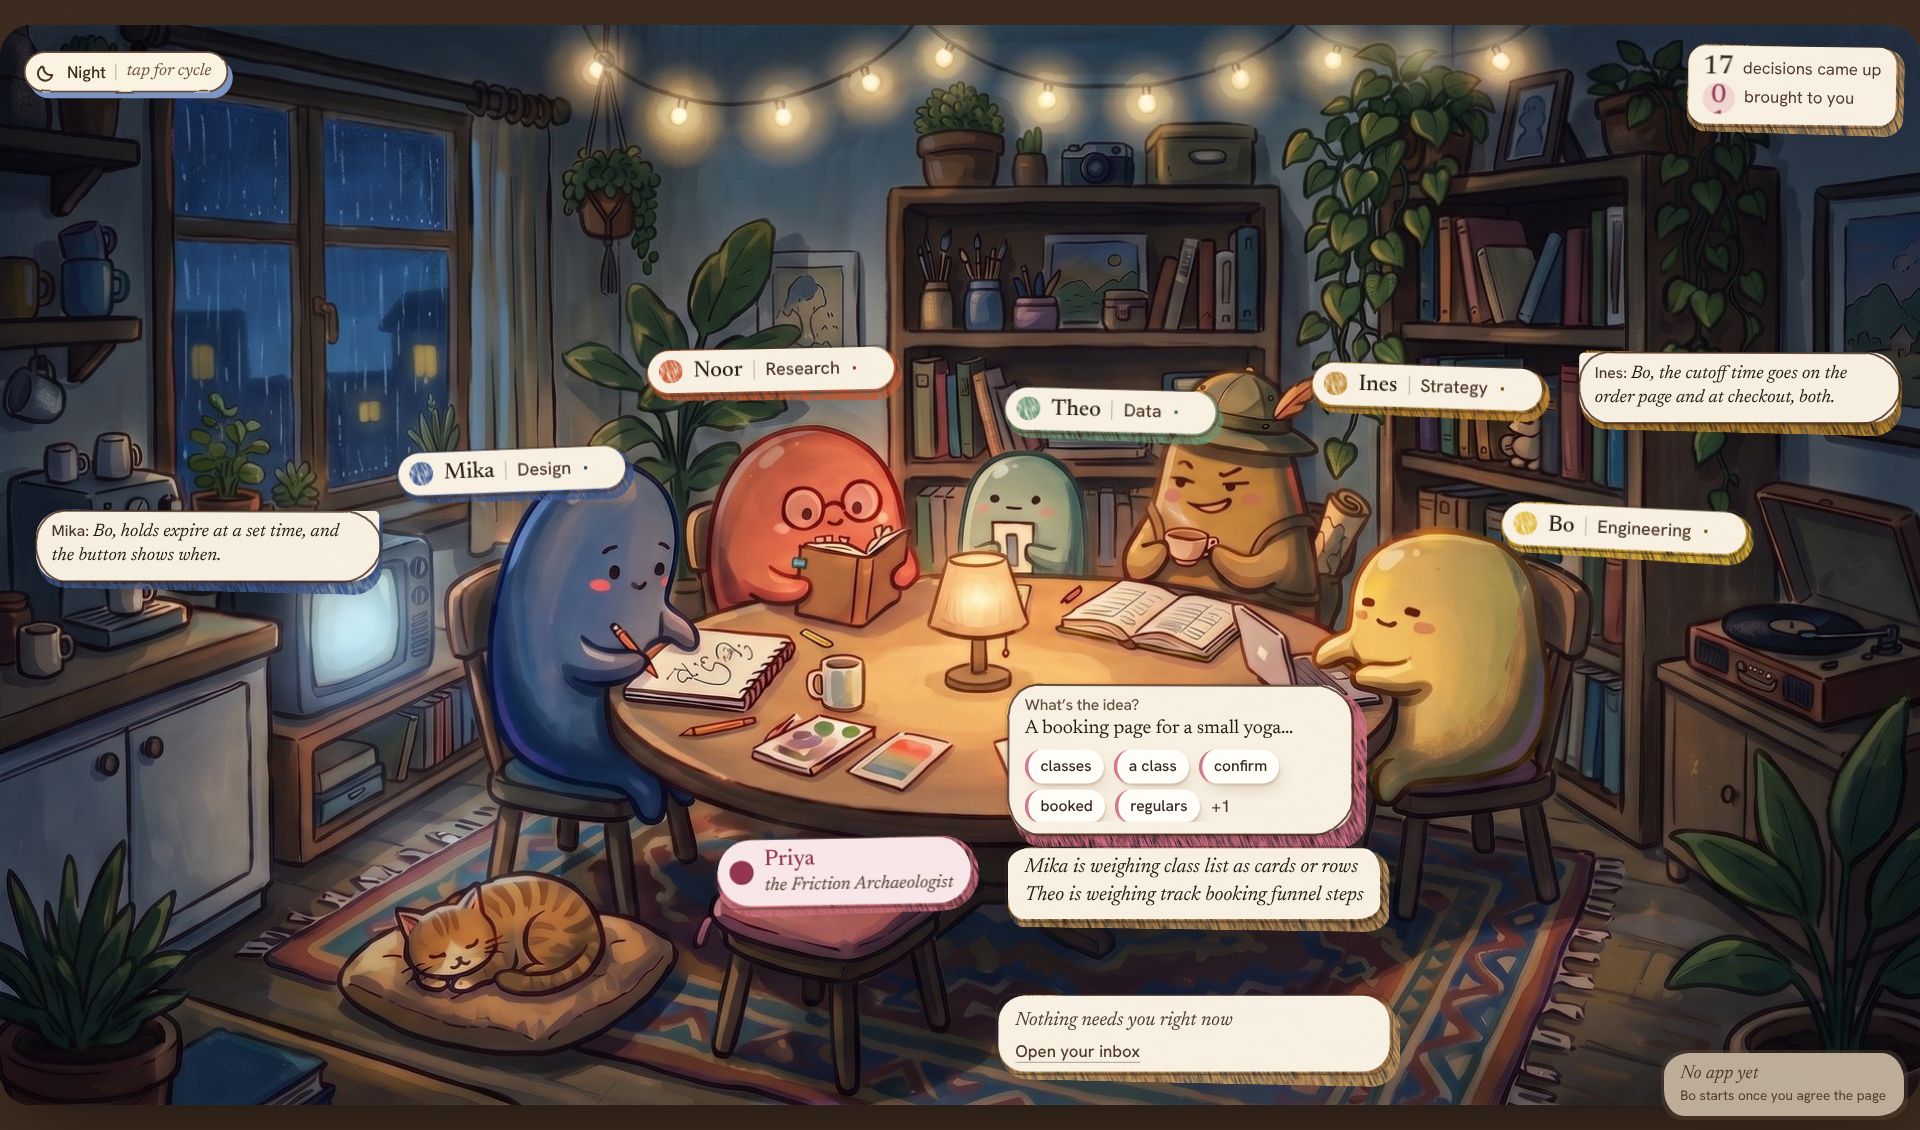 Night tap for cycle
17 decisions came up
0 brought to you
Noor Research
Theo Data
Ines Strategy
Ines: Bo, the cutoff time goes on the
order page and at checkout, both.
Mika Design
Bo Engineering
Mika: Bo, holds expire at a set time, and
the button shows when.
What's the idea?
A booking page for a small yoga...
classes a class confirm
booked regulars +1
Priya
the Friction Archaeologist
Mika is weighing class list as cards or rows
Theo is weighing track booking funnel steps
Nothing needs you right now
Open your inbox
No app yet
Bo starts once you agree the page